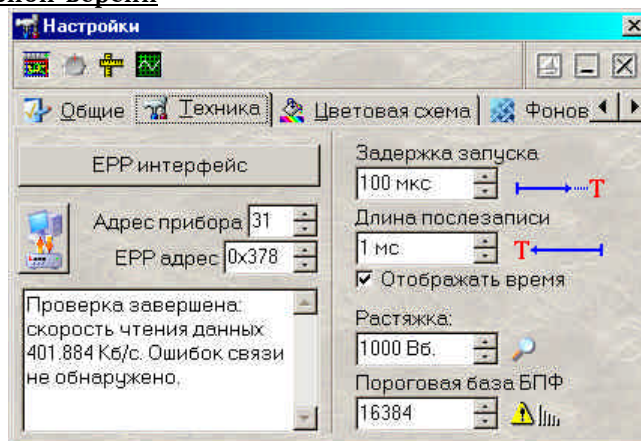 Настройки
Общие Техника Цветовая схема Фонов
EPP интерфейс
Адрес прибора 31
EPP адрес 0x378
Проверка завершена:
скорость чтения данных
401.884 Кб/с. Ошибок связи
не обнаружено.
Задержка запуска
100 мкс
T
Длина послезаписи
1 мс
T
Отображать время
Растяжка:
1000 Вб.
Пороговая база БПФ
16384